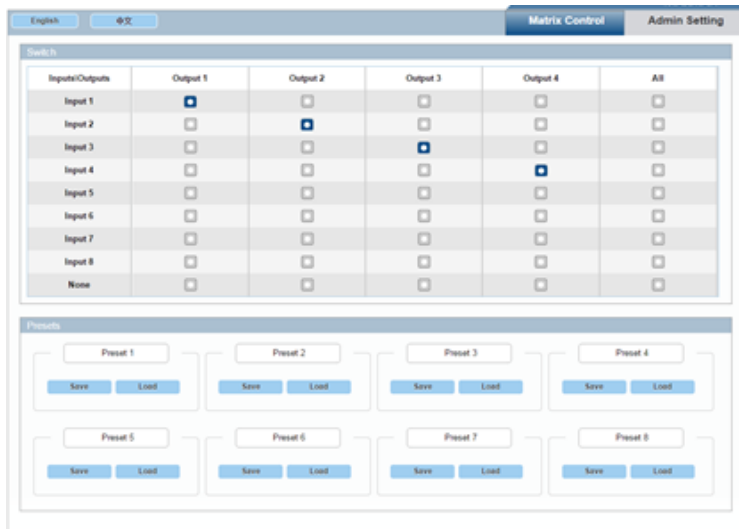 English 中文 Matrix Control Admin Setting
Switch
Inputs\Outputs Output 1 Output 2 Output 3 Output 4 All
Input 1
Input 2
Input 3
Input 4
Input 5
Input 6
Input 7
Input 8
None
Presets
Preset 1 Preset 2 Preset 3 Preset 4
Save Load Save Load Save Load Save Load
Preset 5 Preset 6 Preset 7 Preset 8
Save Load Save Load Save Load Save Load